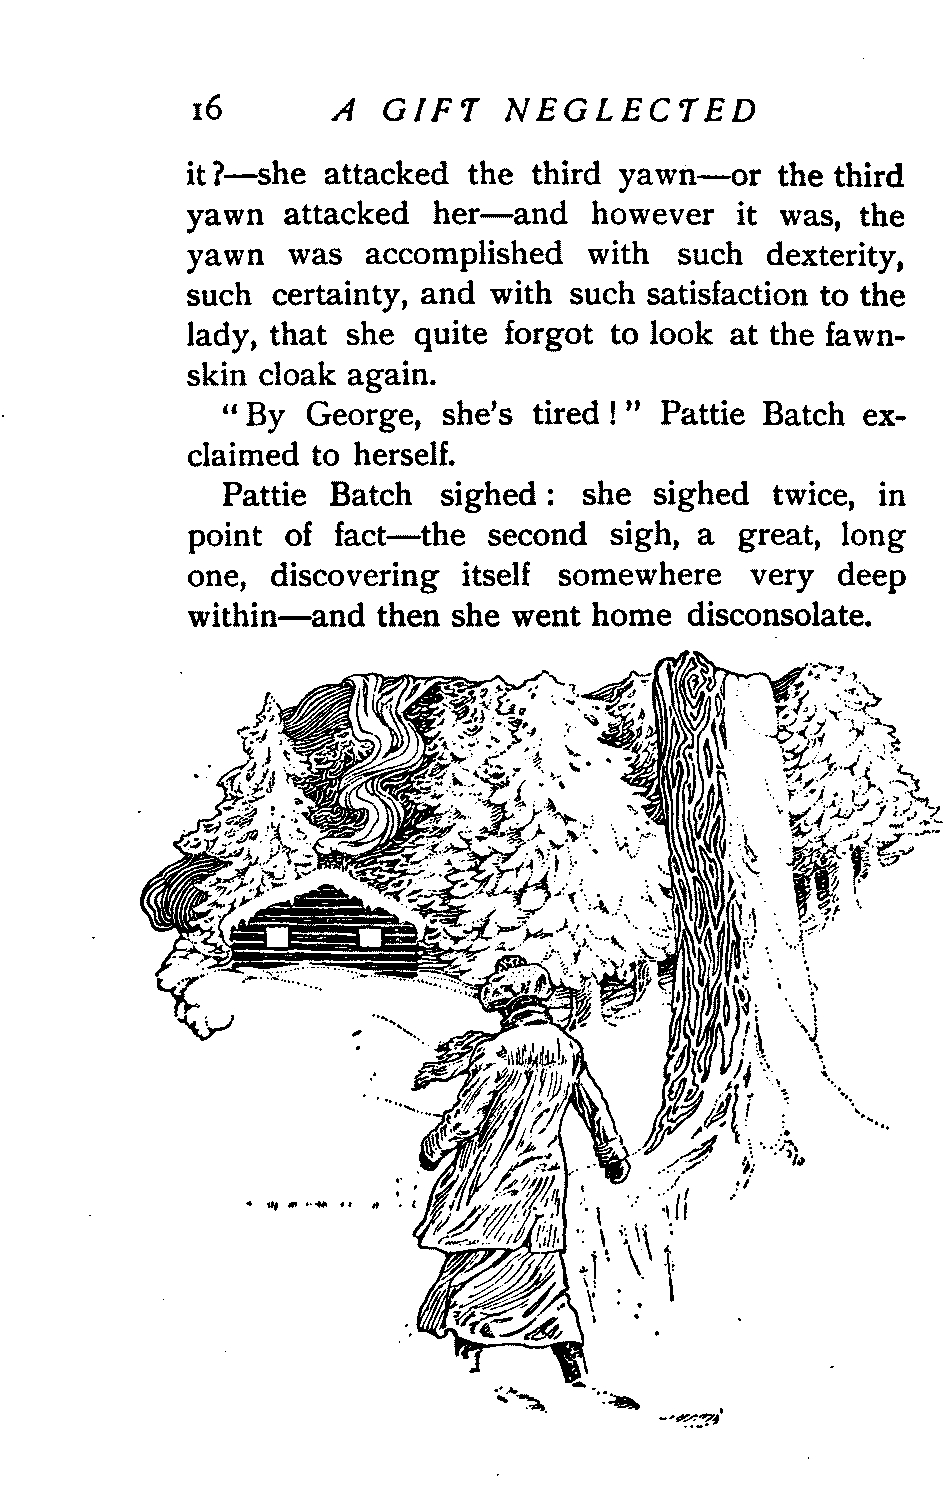 16 A GIFT NEGLECTED
it?—she attacked the third yawn—or the third
yawn attacked her—and however it was, the
yawn was accomplished with such dexterity,
such certainty, and with such satisfaction to the
lady, that she quite forgot to look at the fawn-
skin cloak again.
"By George, she's tired!" Pattie Batch ex-
claimed to herself.
Pattie Batch sighed: she sighed twice, in
point of fact—the second sigh, a great, long
one, discovering itself somewhere very deep
within—and then she went home disconsolate.